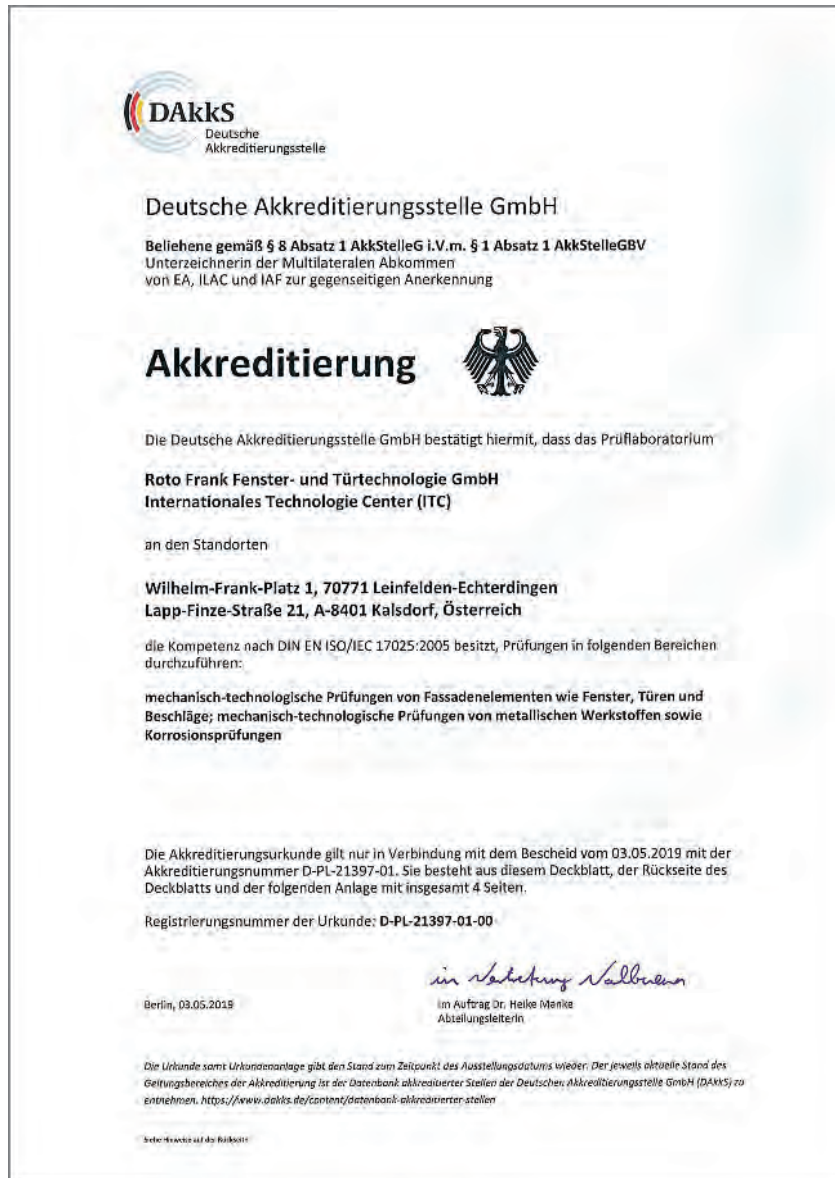 DAkkS
Deutsche
Akkreditierungsstelle
Deutsche Akkreditierungsstelle GmbH
Beliehene gemäß § 8 Absatz 1 AkkStelleG i.V.m. § 1 Absatz 1 AkkStelleGBV
Unterzeichnerin der Multilateralen Abkommen
von EA, ILAC und IAF zur gegenseitigen Anerkennung
Akkreditierung
Die Deutsche Akkreditierungsstelle GmbH bestätigt hiermit, dass das Prüflaboratorium
Roto Frank Fenster- und Türtechnologie GmbH
Internationales Technologie Center (ITC)
an den Standorten
Wilhelm-Frank-Platz 1, 70771 Leinfelden-Echterdingen
Lapp-Finze-Straße 21, A-8401 Kalsdorf, Österreich
die Kompetenz nach DIN EN ISO/IEC 17025:2005 besitzt, Prüfungen in folgenden Bereichen
durchzuführen:
mechanisch-technologische Prüfungen von Fassadenelementen wie Fenster, Türen und
Beschläge; mechanisch-technologische Prüfungen von metallischen Werkstoffen sowie
Korrosionsprüfungen
Die Akkreditierungsurkunde gilt nur in Verbindung mit dem Bescheid vom 03.05.2019 mit der
Akkreditierungsnummer D-PL-21397-01. Sie besteht aus diesem Deckblatt, der Rückseite des
Deckblatts und der folgenden Anlage mit insgesamt 4 Seiten.
Registrierungsnummer der Urkunde: D-PL-21397-01-00
in Vertretung
Berlin, 03.05.2019
Im Auftrag Dr. Heike Manke
Abteilungsleiterin
Die Urkunde samt Urkundenanlage gibt den Stand zum Zeitpunkt des Ausstellungsdatums wieder. Der jeweils aktuelle Stand des
Geltungsbereiches der Akkreditierung ist der Datenbank akkreditierter Stellen der Deutschen Akkreditierungsstelle GmbH (DAkkS) zu
entnehmen. https://www.dakks.de/content/datenbank-akkreditierter-stellen
Siehe Hinweise auf der Rückseite